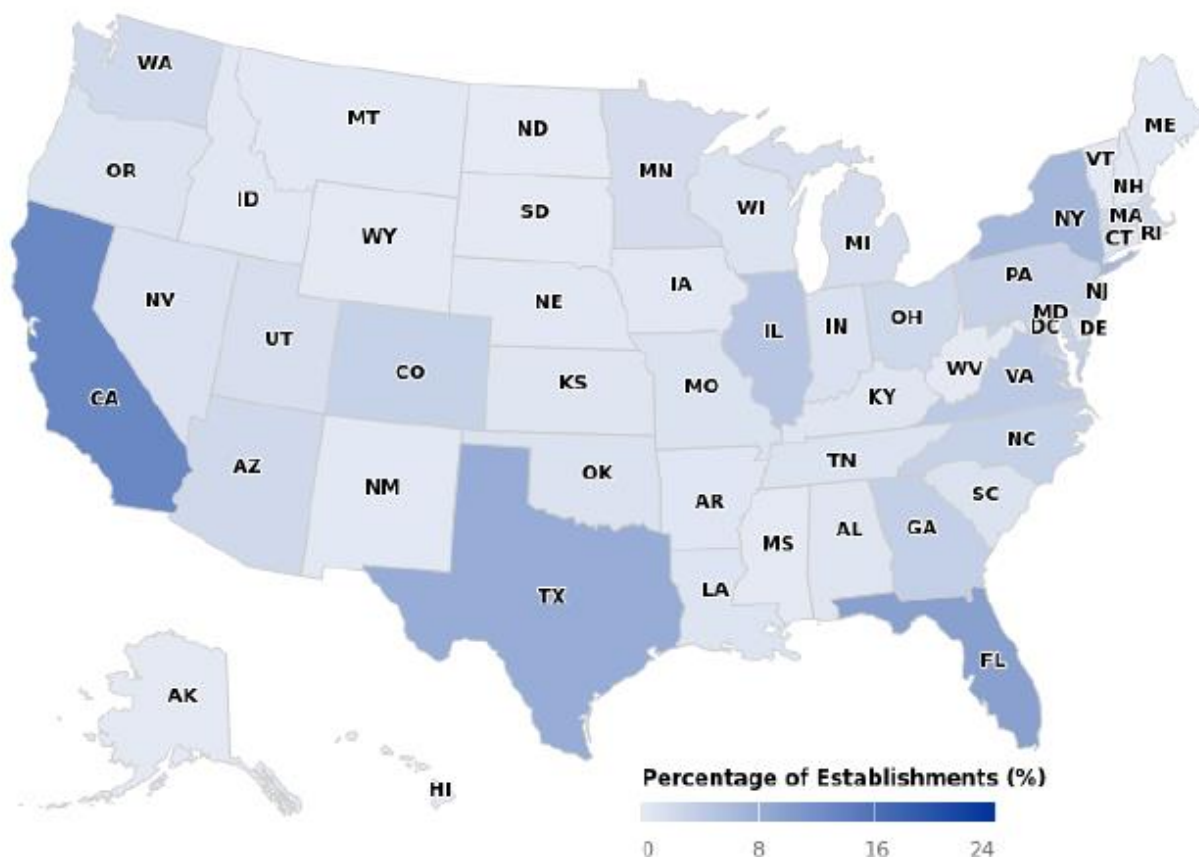 WA
MT
ND
ME
OR
MN
VT
ID
SD
WI
NH
NY
MA
WY
MI
CT
RI
PA
IA
NJ
NE
NV
OH
MD
IL
IN
DC
DE
UT
CO
WV
VA
KS
MO
KY
CA
NC
TN
AZ
OK
NM
SC
AR
GA
AL
MS
LA
TX
FL
AK
HI
Percentage of Establishments (%)
0 8 16 24